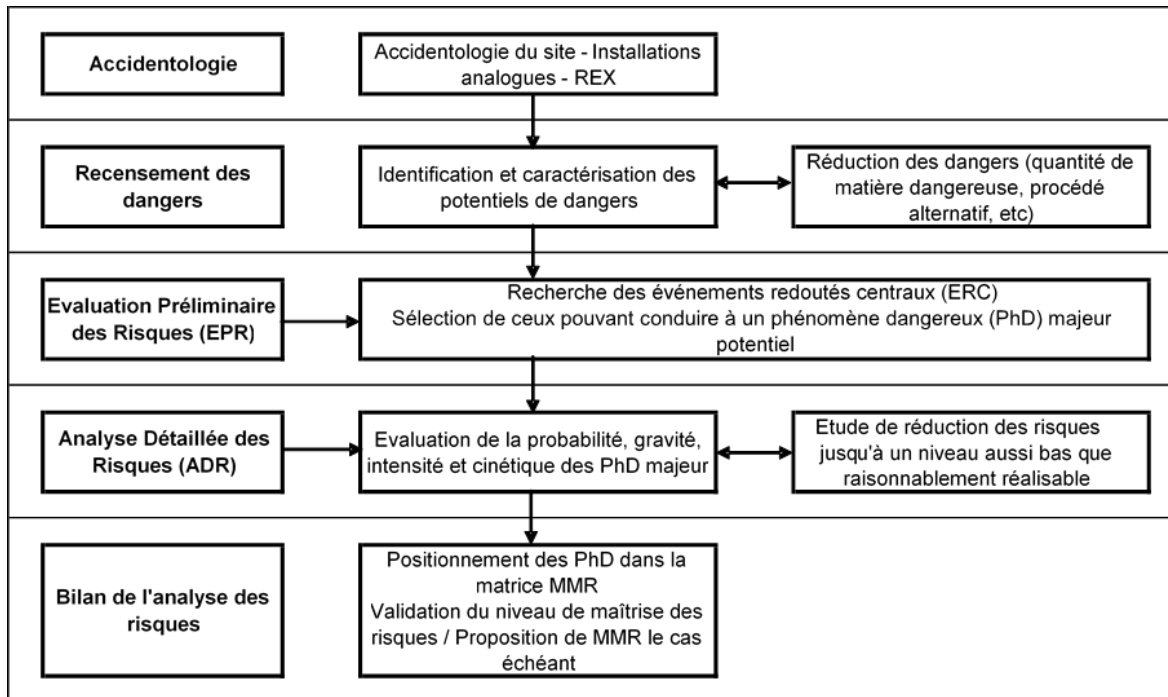 Accidentologie
Accidentologie du site - Installations
analogues - REX
Recensement des
dangers
Identification et caractérisation des
potentiels de dangers
Réduction des dangers (quantité de
matière dangereuse, procédé
alternatif, etc)
Evaluation Préliminaire
des Risques (EPR)
Recherche des événements redoutés centraux (ERC)
Sélection de ceux pouvant conduire à un phénomène dangereux (PhD) majeur
potentiel
Analyse Détaillée des
Risques (ADR)
Evaluation de la probabilité, gravité,
intensité et cinétique des PhD majeur
Etude de réduction des risques
jusqu'à un niveau aussi bas que
raisonnablement réalisable
Bilan de l'analyse des
risques
Positionnement des PhD dans la
matrice MMR
Validation du niveau de maîtrise des
risques / Proposition de MMR le cas
échéant